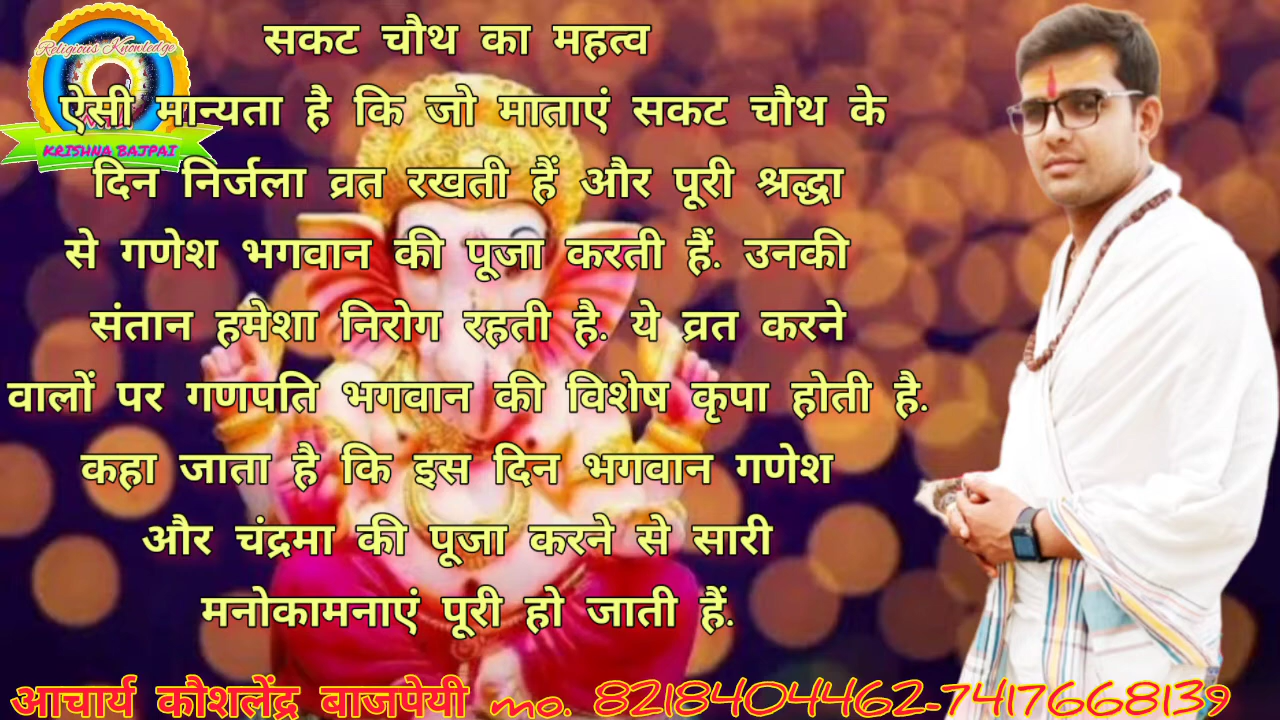 Religious Knowledge
KRISHNA BAJPAI
सकट चौथ का महत्व
ऐसी मान्यता है कि जो माताएं सकट चौथ के
दिन निर्जला व्रत रखती हैं और पूरी श्रद्धा
से गणेश भगवान की पूजा करती हैं. उनकी
संतान हमेशा निरोग रहती है. ये व्रत करने
वालों पर गणपति भगवान की विशेष कृपा होती है.
कहा जाता है कि इस दिन भगवान गणेश
और चंद्रमा की पूजा करने से सारी
मनोकामनाएं पूरी हो जाती हैं.
आचार्य कौशलेंद्र बाजपेयी mo. 8218404462-7417668139